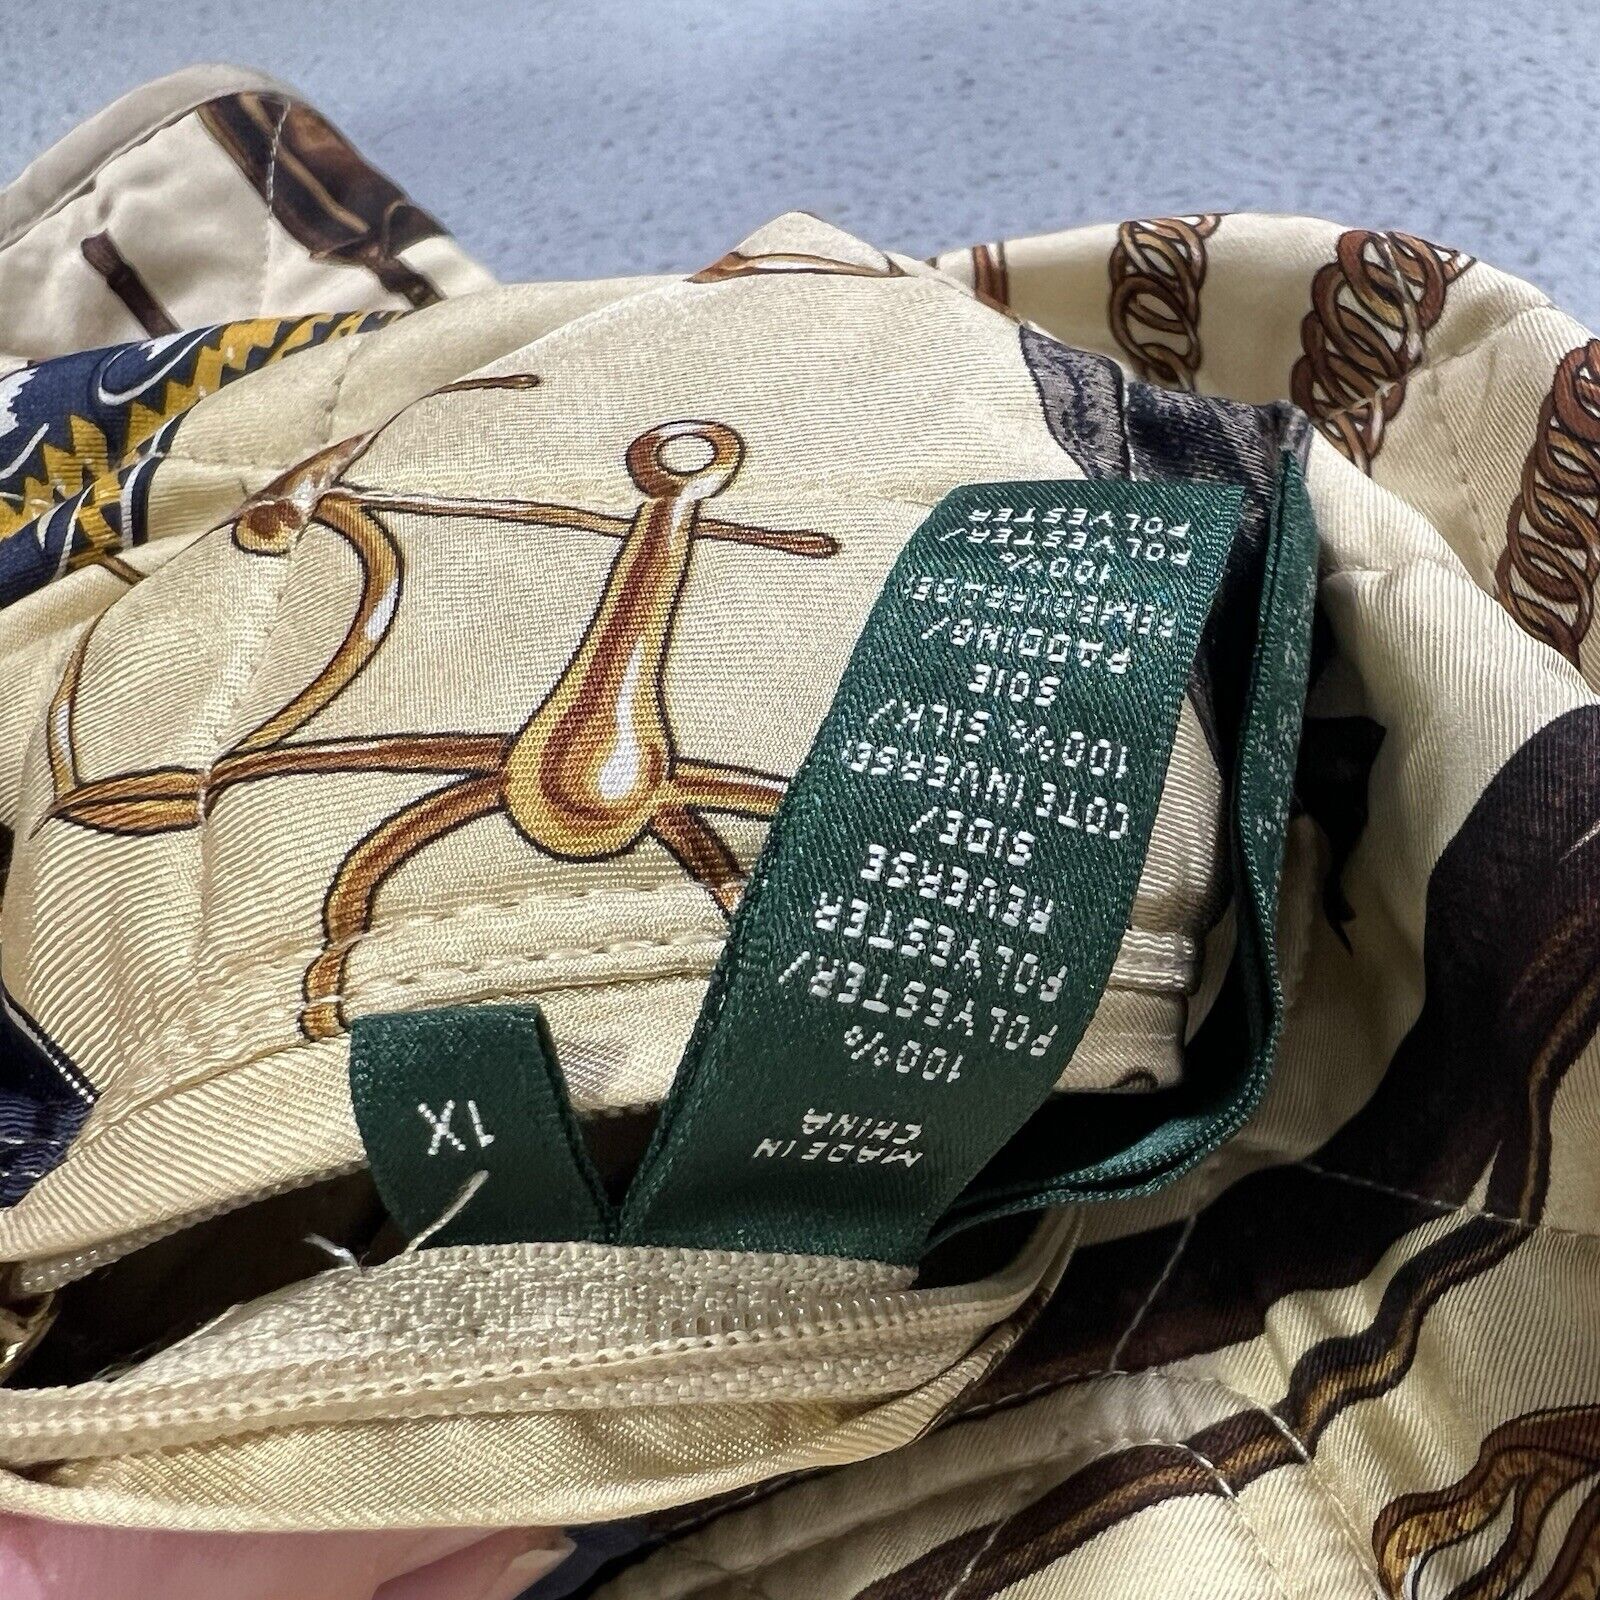 1X
MADE IN
CHINA
100%
POLYESTER/
POLYESTER
REVERSE
SIDE/
COTE INVERSE:
100% SILK/
SOIE
PADDING/
REMBOURRAGE:
100%
POLYESTER/
POLYESTER